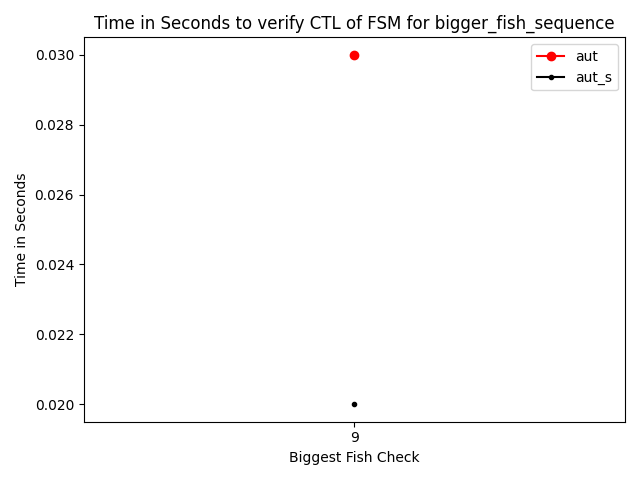 Time in Seconds to verify CTL of FSM for bigger_fish_sequence
aut
aut_s
Time in Seconds
0.030
0.028
0.026
0.024
0.022
0.020
9
Biggest Fish Check